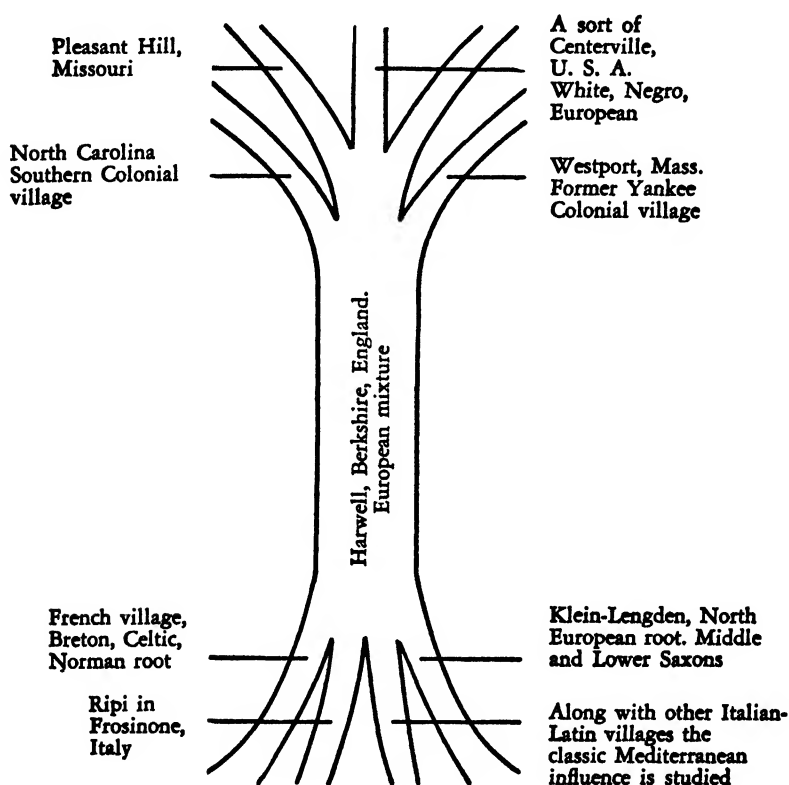 Pleasant Hill,
Missouri
A sort of
Centerville,
U. S. A.
White, Negro,
European
North Carolina
Southern Colonial
village
Westport, Mass.
Former Yankee
Colonial village
Harwell, Berkshire, England.
European mixture
French village,
Breton, Celtic,
Norman root
Klein-Lengden, North
European root. Middle
and Lower Saxons
Ripi in
Frosinone,
Italy
Along with other Italian-
Latin villages the
classic Mediterranean
influence is studied